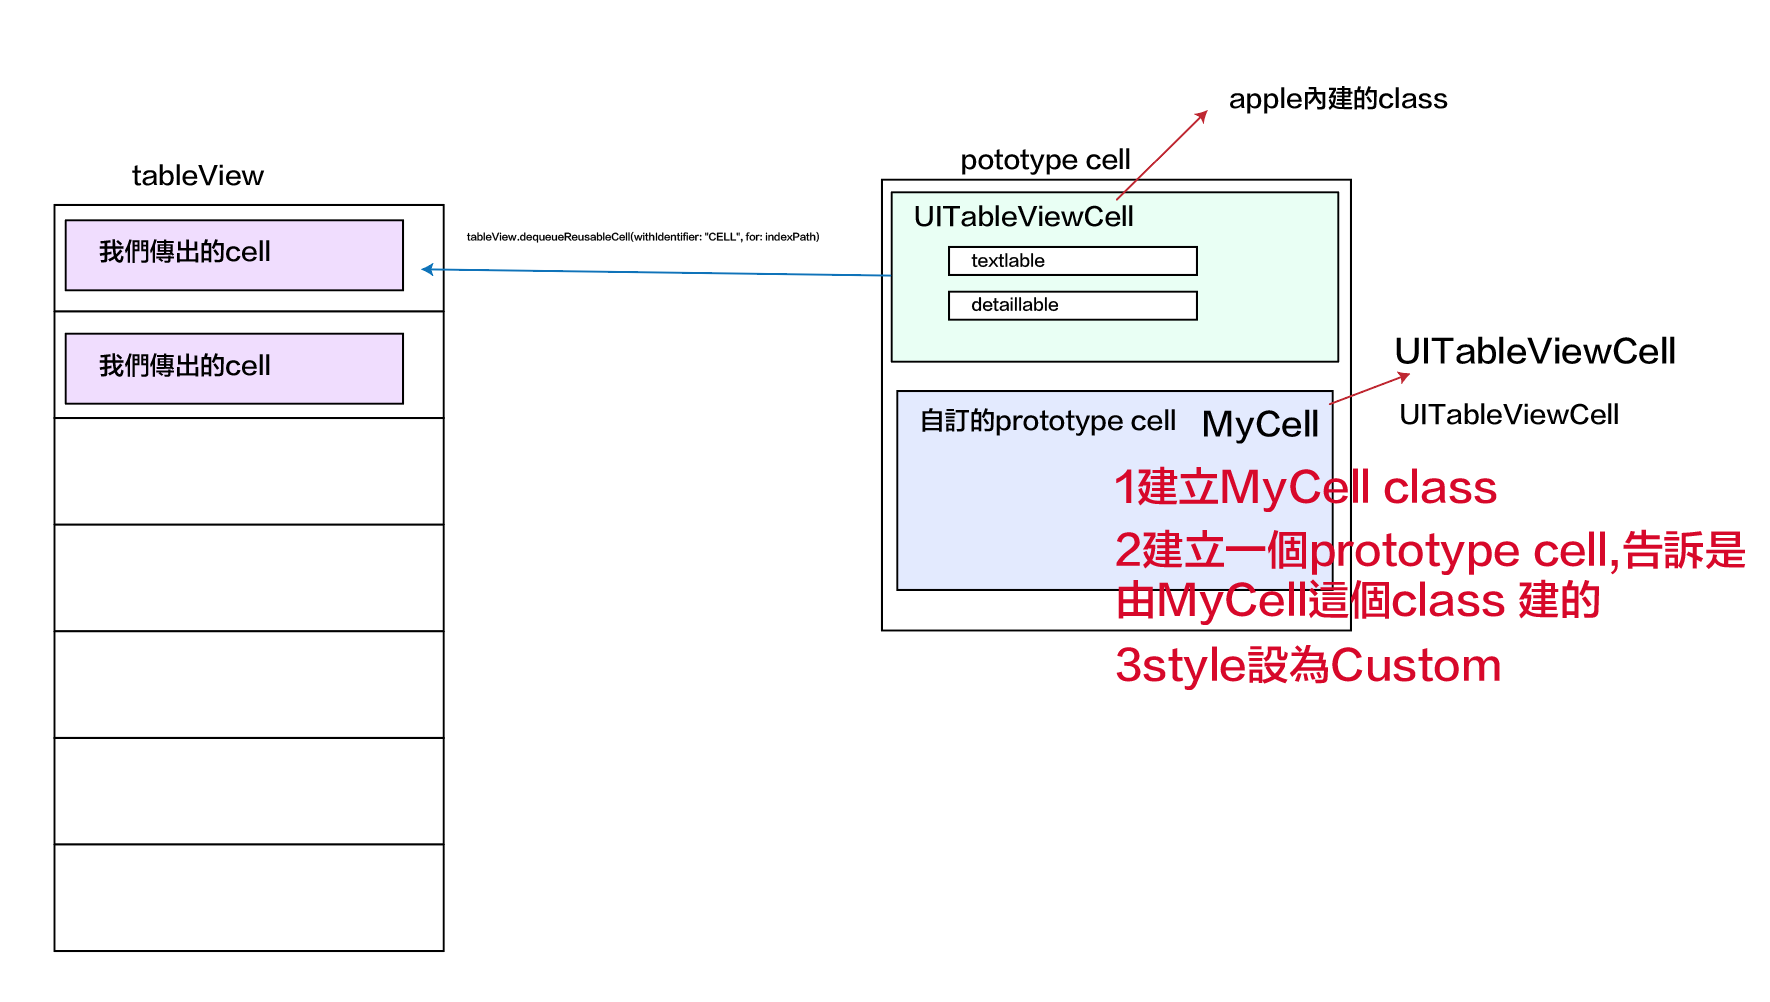 apple內建的class
pototype cell
tableView
UITableViewCell
我們傳出的cell
tableView.dequeueReusableCell(withIdentifier: "CELL", for: indexPath)
textlable
detaillable
我們傳出的cell
UITableViewCell
自訂的prototype cell
MyCell
UITableViewCell
1建立MyCell class
2建立一個prototype cell,告訴是
由MyCell這個class 建的
3style設為Custom